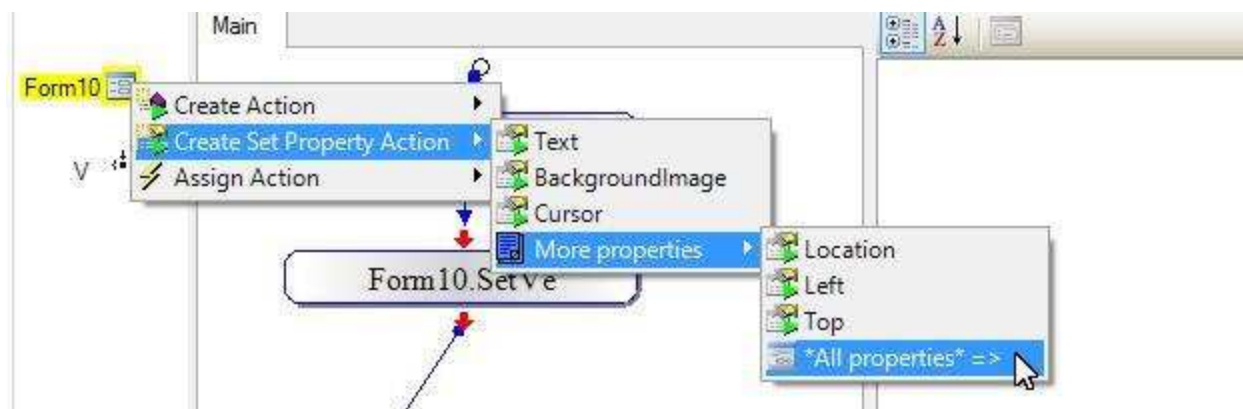 Main
Form10
Create Action
Create Set Property Action
Text
V
Assign Action
BackgroundImage
Cursor
More properties
Location
Form10.SetVe
Left
Top
*All properties* =>